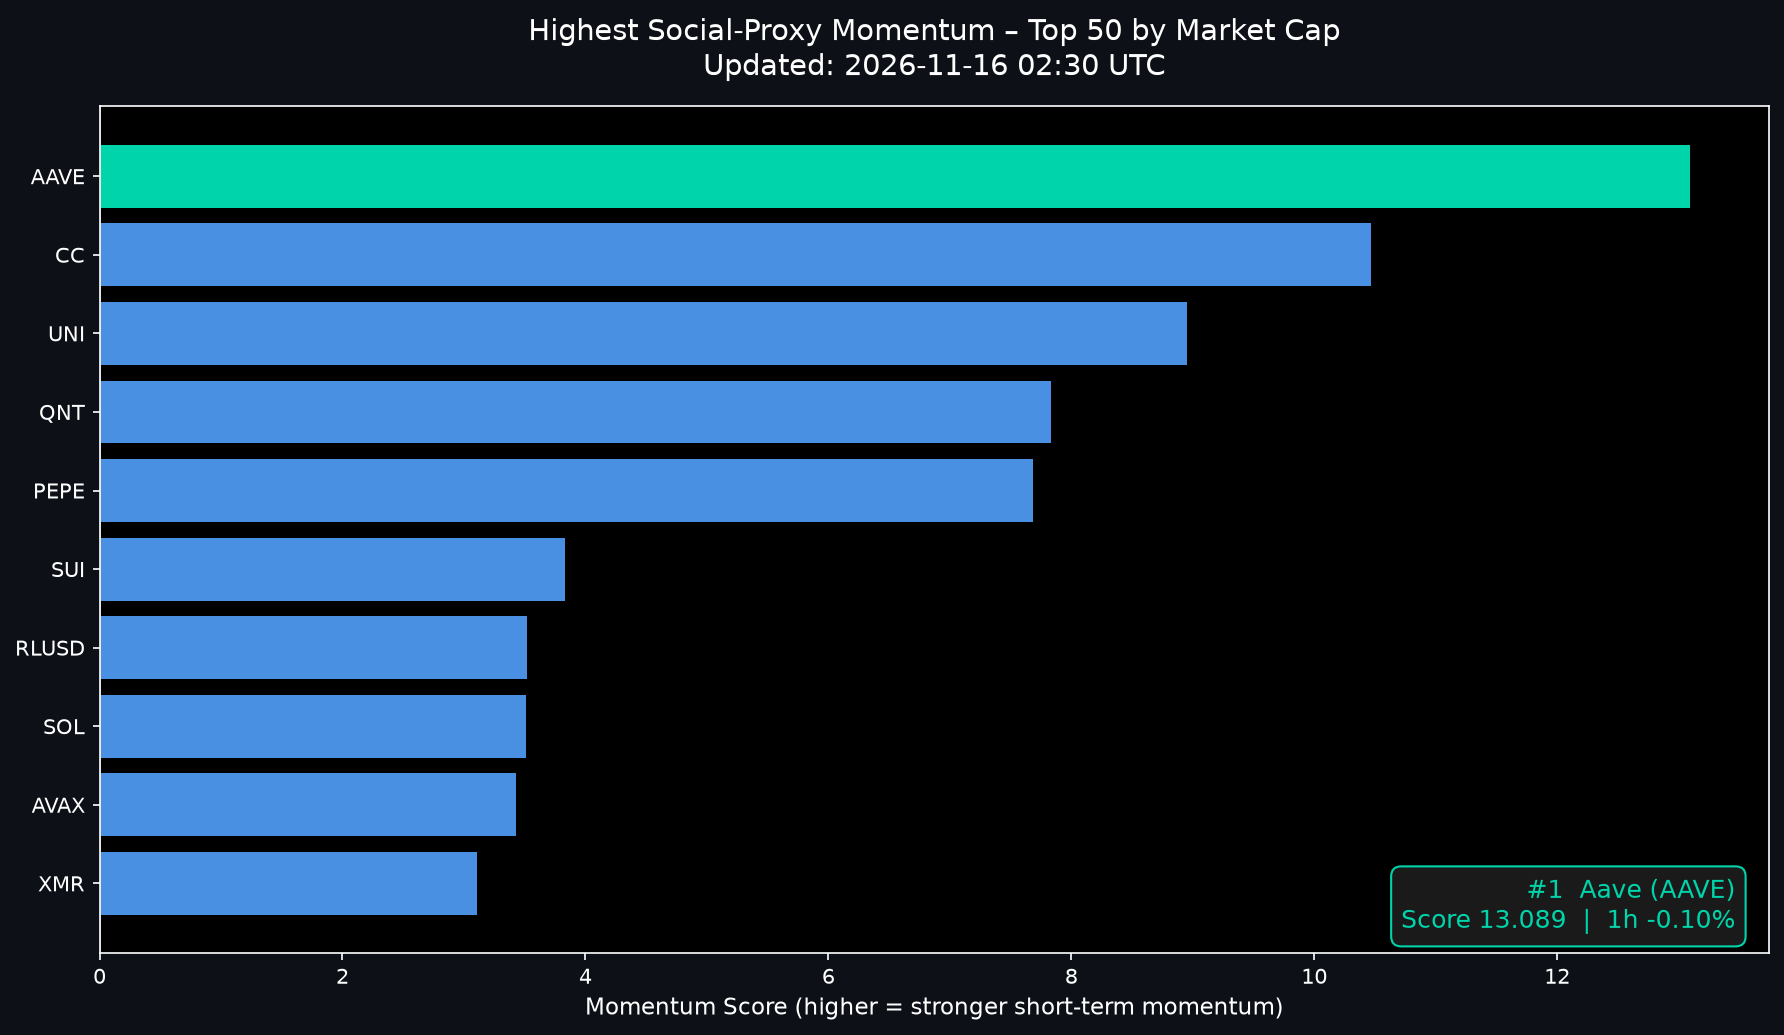 Highest Social-Proxy Momentum – Top 50 by Market Cap
Updated: 2026-11-16 02:30 UTC
AAVE
CC
UNI
QNT
PEPE
SUI
RLUSD
SOL
AVAX
XMR
#1  Aave (AAVE)
Score 13.089  |  1h -0.10%
0 2 4 6 8 10 12
Momentum Score (higher = stronger short-term momentum)